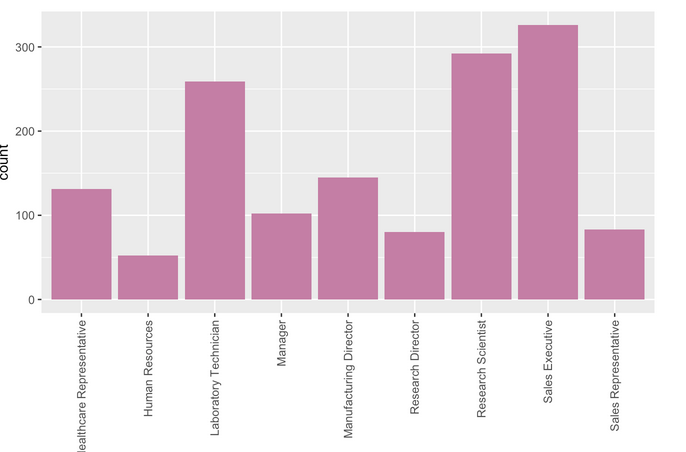 count
300
200
100
0
ealthcare Representative
Human Resources
Laboratory Technician
Manager
Manufacturing Director
Research Director
Research Scientist
Sales Executive
Sales Representative